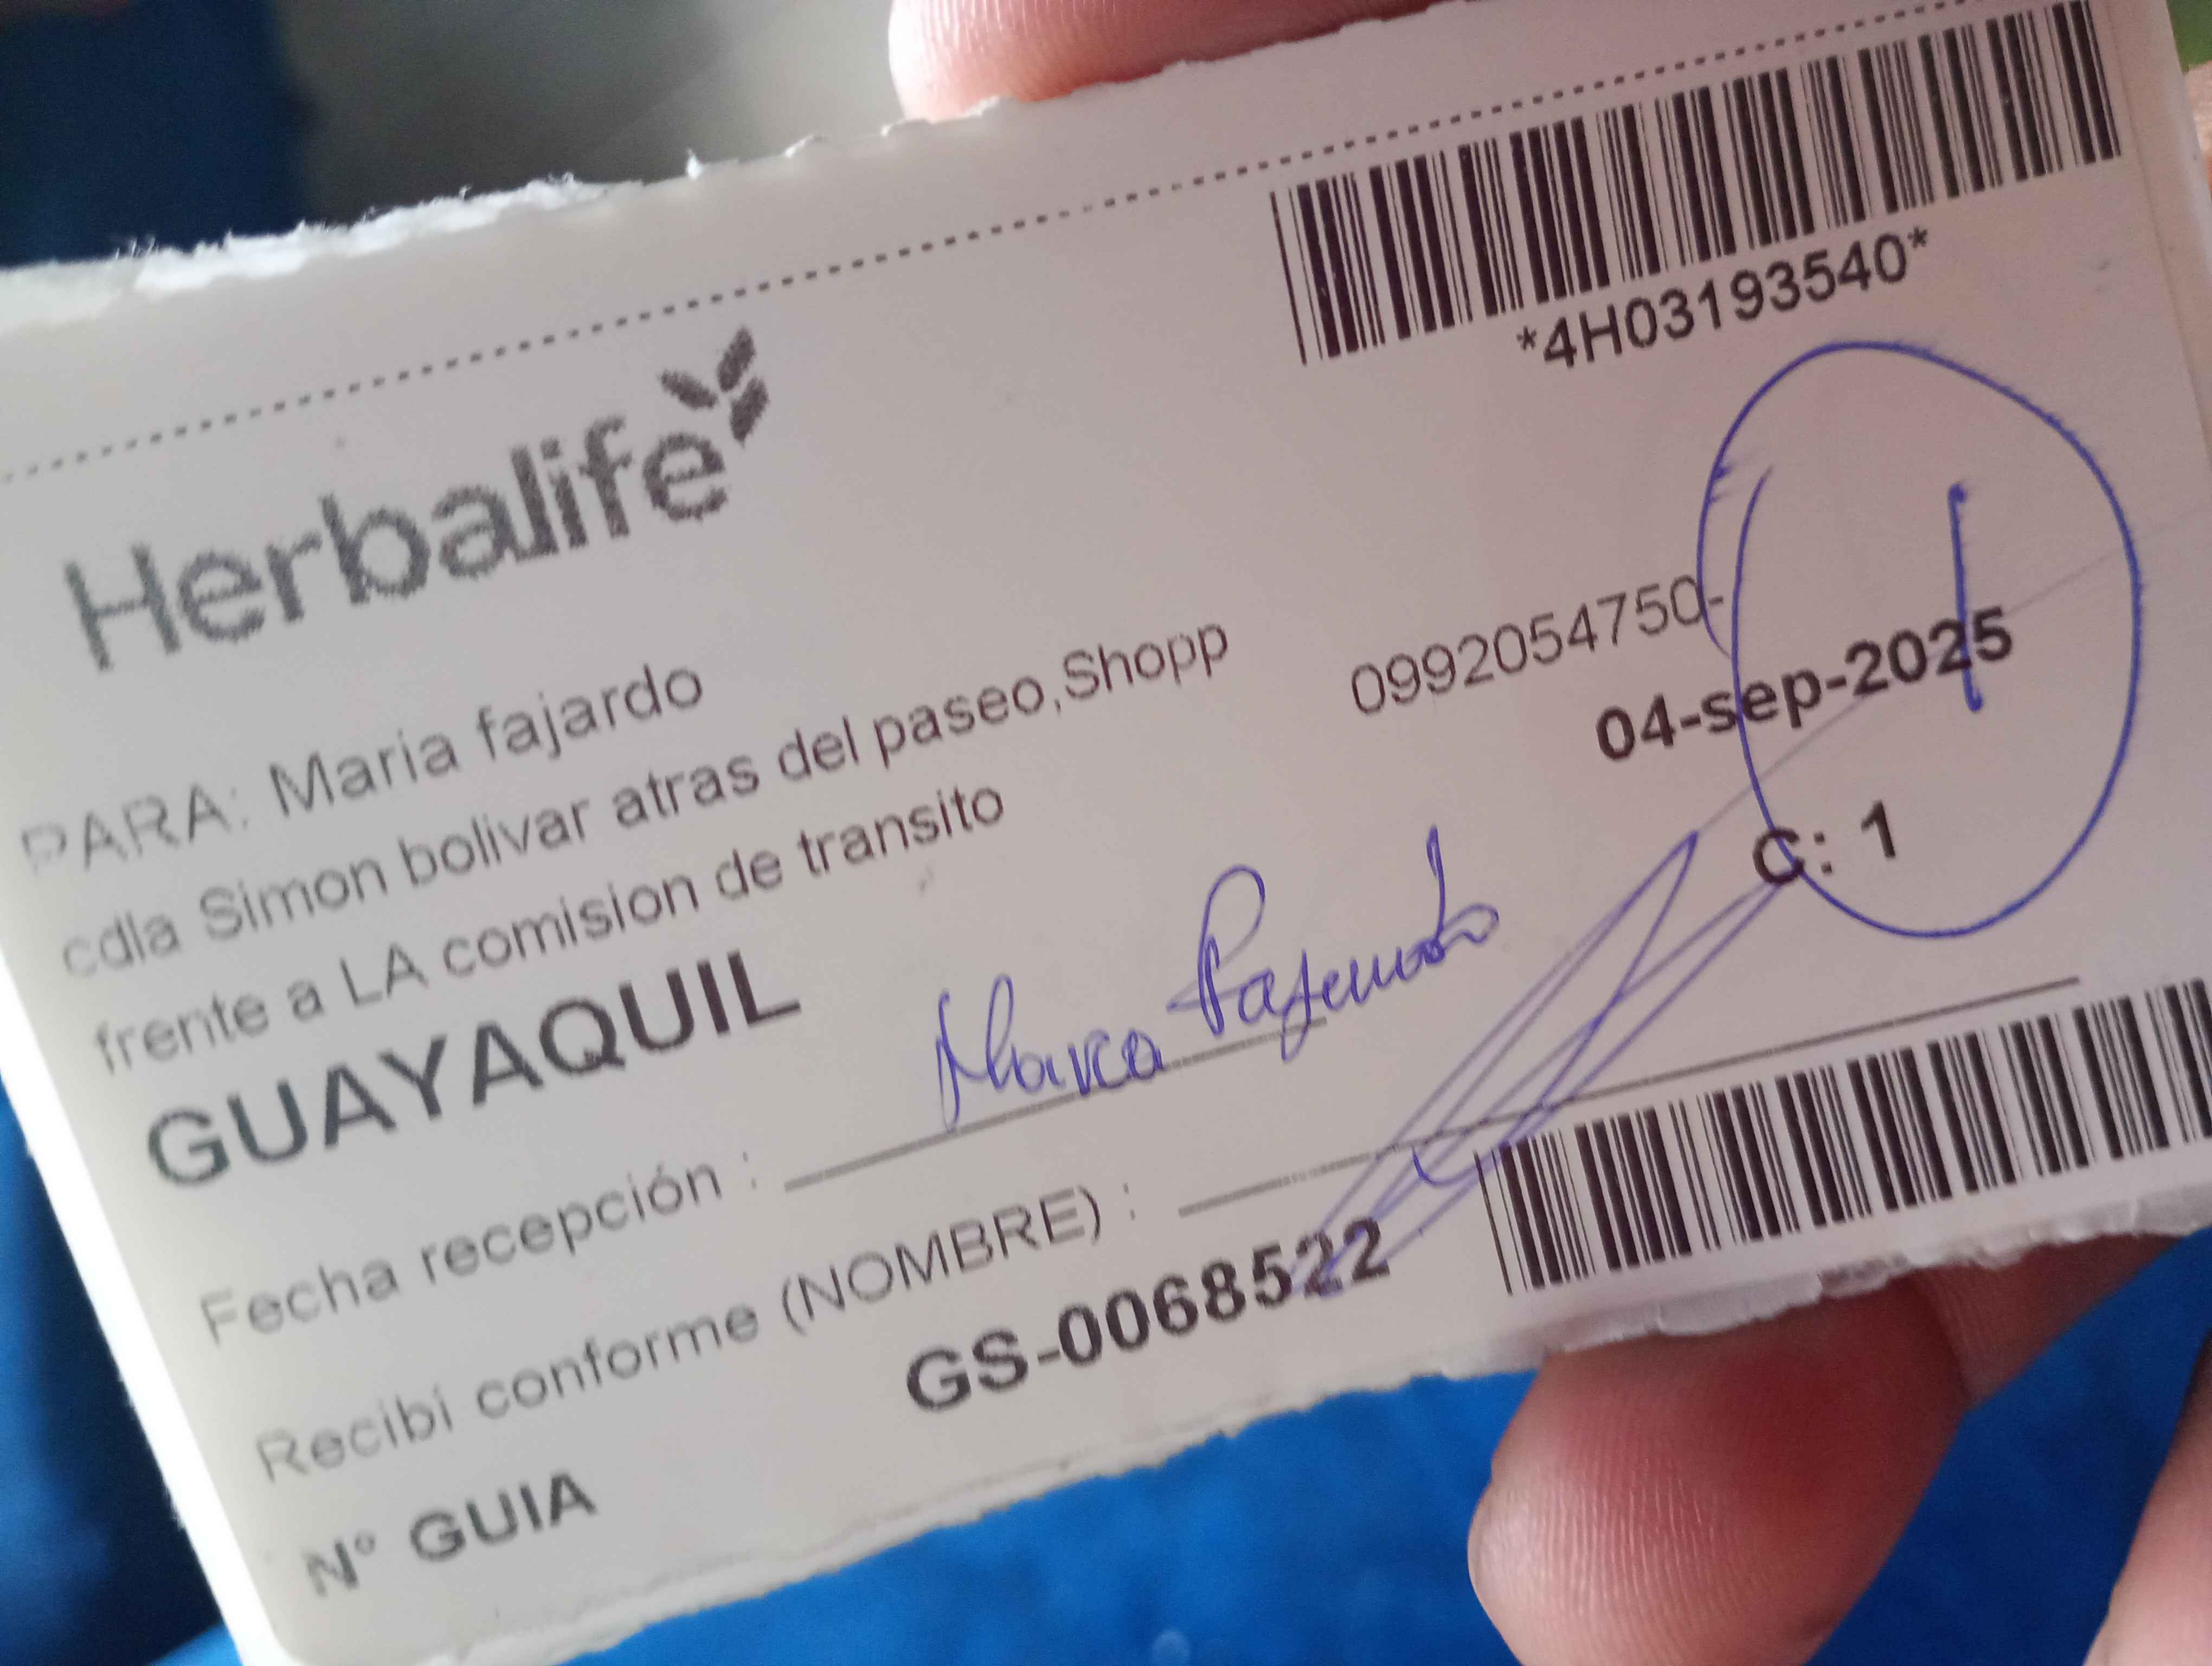 *4H03193540*
Herbalife
PARA: Maria fajardo
0992054750-
cdla Simon bolivar atras del paseo,Shopp
04-sep-2025
frente a LA comision de transito
C: 1
GUAYAQUIL
Fecha recepción :
Recibi conforme (NOMBRE) :
N° GUIA GS-0068522